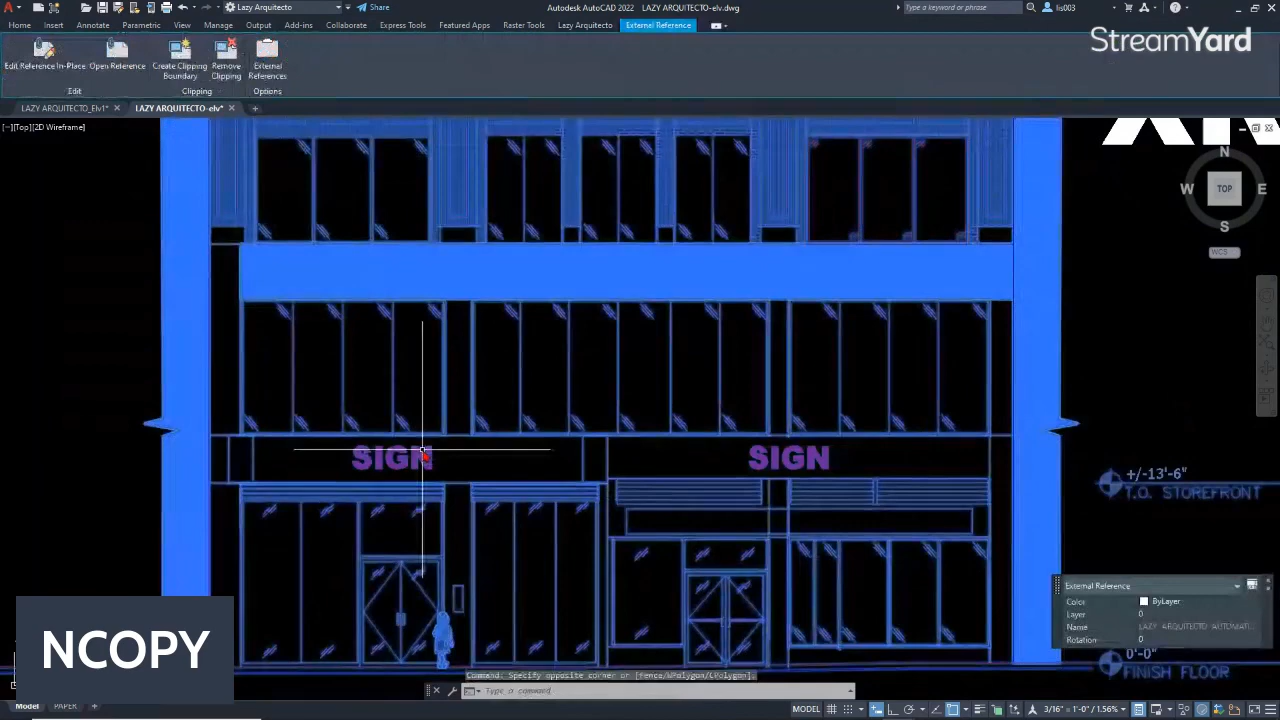 Lazy Arquitecto
Share
Autodesk AutoCAD 2022 LAZY ARQUITECTO-elv.dwg
Type a keyword or phrase
lis003
Home Insert Annotate Parametric View Manage Output Add-ins Collaborate Express Tools Featured Apps Raster Tools Lazy Arquitecto External Reference
StreamYard
Edit Reference In-Place Open Reference Create Clipping Boundary Remove Clipping External References
Edit Clipping Options
LAZY ARQUITECTO_Elv1* LAZY ARQUITECTO-elv*
[−][Top][2D Wireframe]
N
W TOP E
S
WCS
SIGN SIGN
+/-13'-6"
T.O. STOREFRONT
External Reference
Color ByLayer
Layer 0
Name LAZY ARQUITECTO AUTOMATI...
Rotation 0
0'-0"
FINISH FLOOR
NCOPY
Command: Specify opposite corner or [Fence/WPolygon/CPolygon]:
Type a command
Model PAPER
MODEL 3/16" = 1'-0" / 1.56%